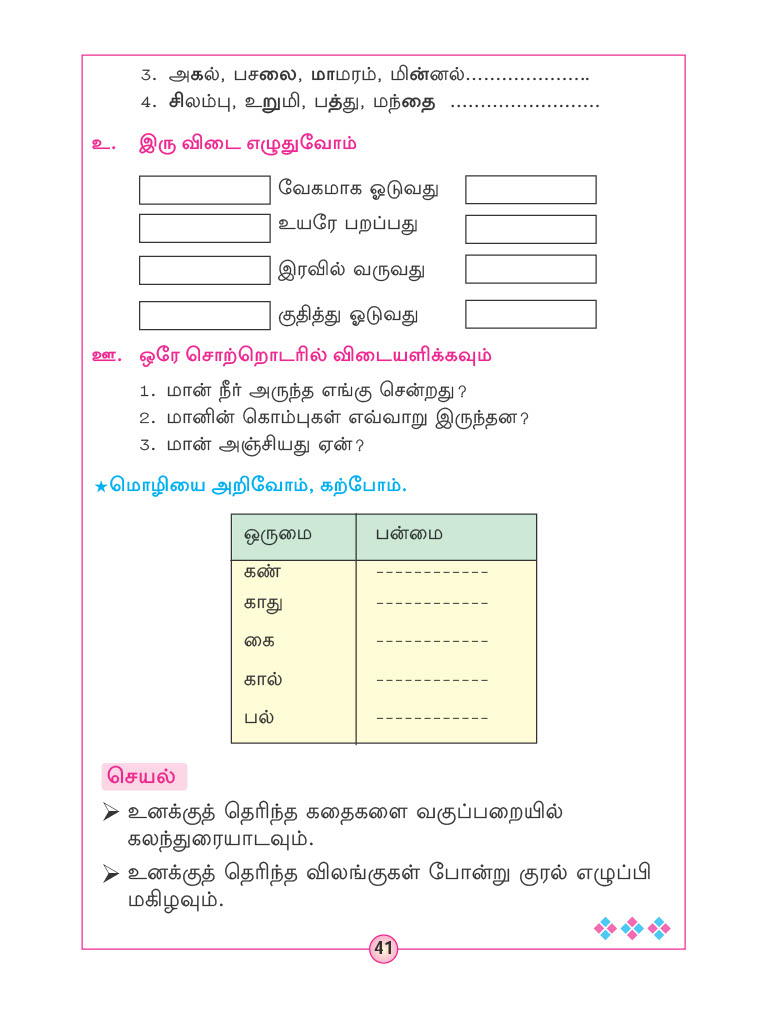 3. அகல், பசலை, மாமரம், மின்னல்.....................
4. சிலம்பு, உறுமி, பத்து, மந்தை .........................
உ. இரு விடை எழுதுவோம்
வேகமாக ஓடுவது
உயரே பறப்பது
இரவில் வருவது
குதித்து ஓடுவது
ஊ. ஒரே சொற்றொடரில் விடையளிக்கவும்
1. மான் நீர் அருந்த எங்கு சென்றது?
2. மானின் கொம்புகள் எவ்வாறு இருந்தன?
3. மான் அஞ்சியது ஏன்?
★மொழியை அறிவோம், கற்போம்.
ஒருமை பன்மை
கண் ------------
காது ------------
கை ------------
கால் ------------
பல் ------------
செயல்
➢ உனக்குத் தெரிந்த கதைகளை வகுப்பறையில்
கலந்துரையாடவும்.
➢ உனக்குத் தெரிந்த விலங்குகள் போன்று குரல் எழுப்பி
மகிழவும்.
41